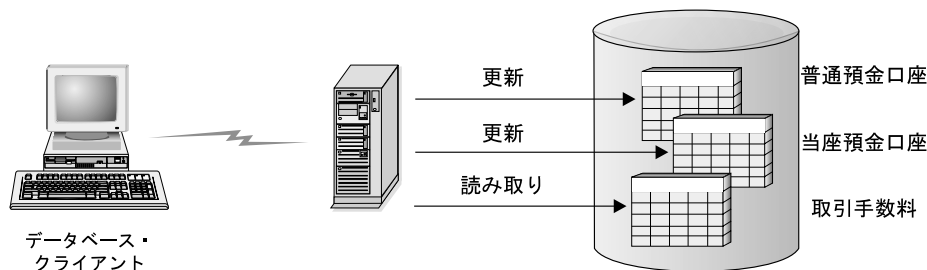 更新
普通預金口座
更新
当座預金口座
読み取り
取引手数料
データベース・
クライアント